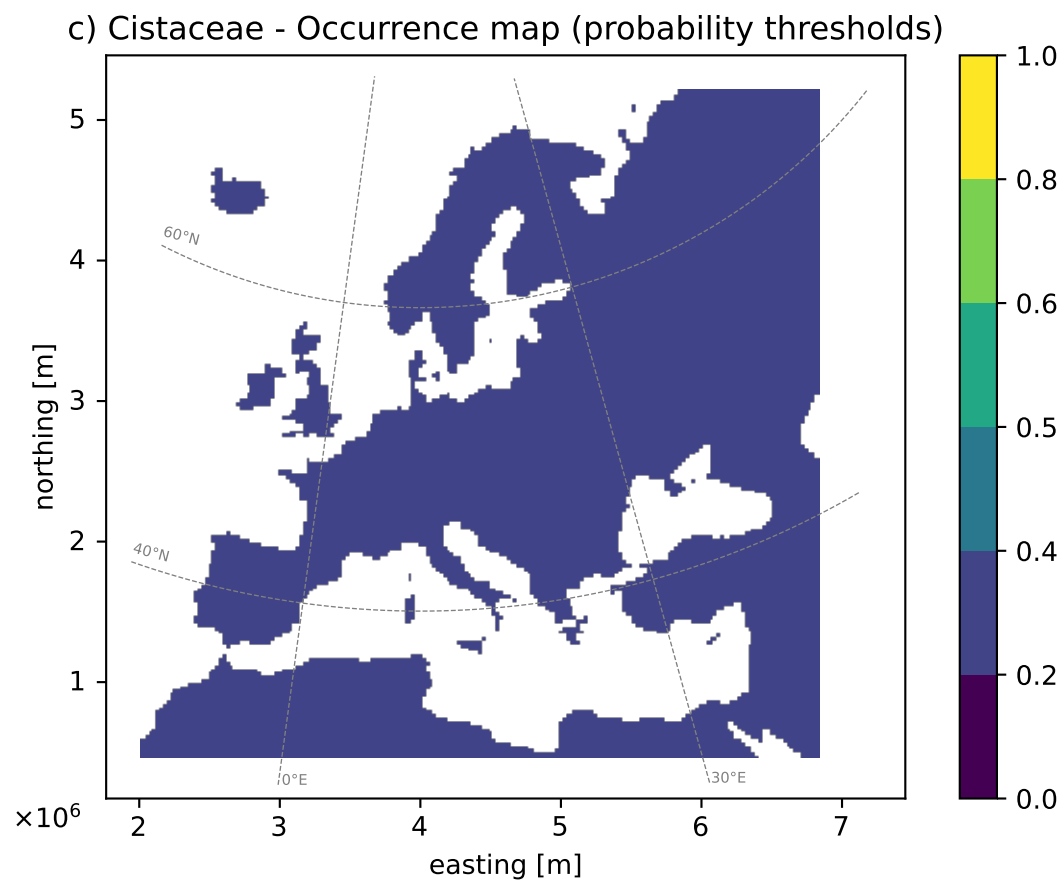 c) Cistaceae - Occurrence map (probability thresholds)
1.0
0.8
0.6
0.5
0.4
0.2
0.0
northing [m]
5
4
3
2
1
60°N
40°N
0°E
30°E
×10⁶
2 3 4 5 6 7
easting [m]